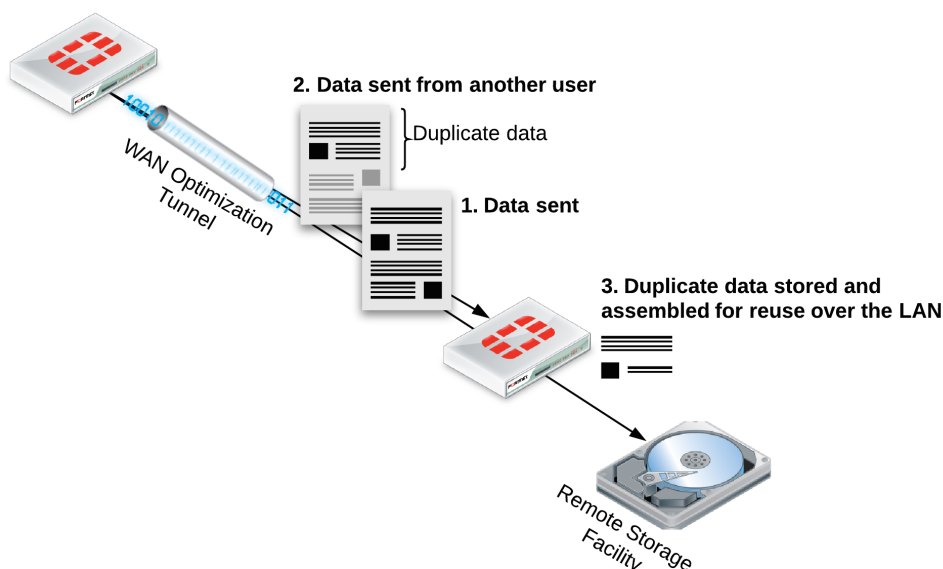 2. Data sent from another user
Duplicate data
WAN Optimization
Tunnel
1. Data sent
3. Duplicate data stored and
assembled for reuse over the LAN
Remote Storage
Facility